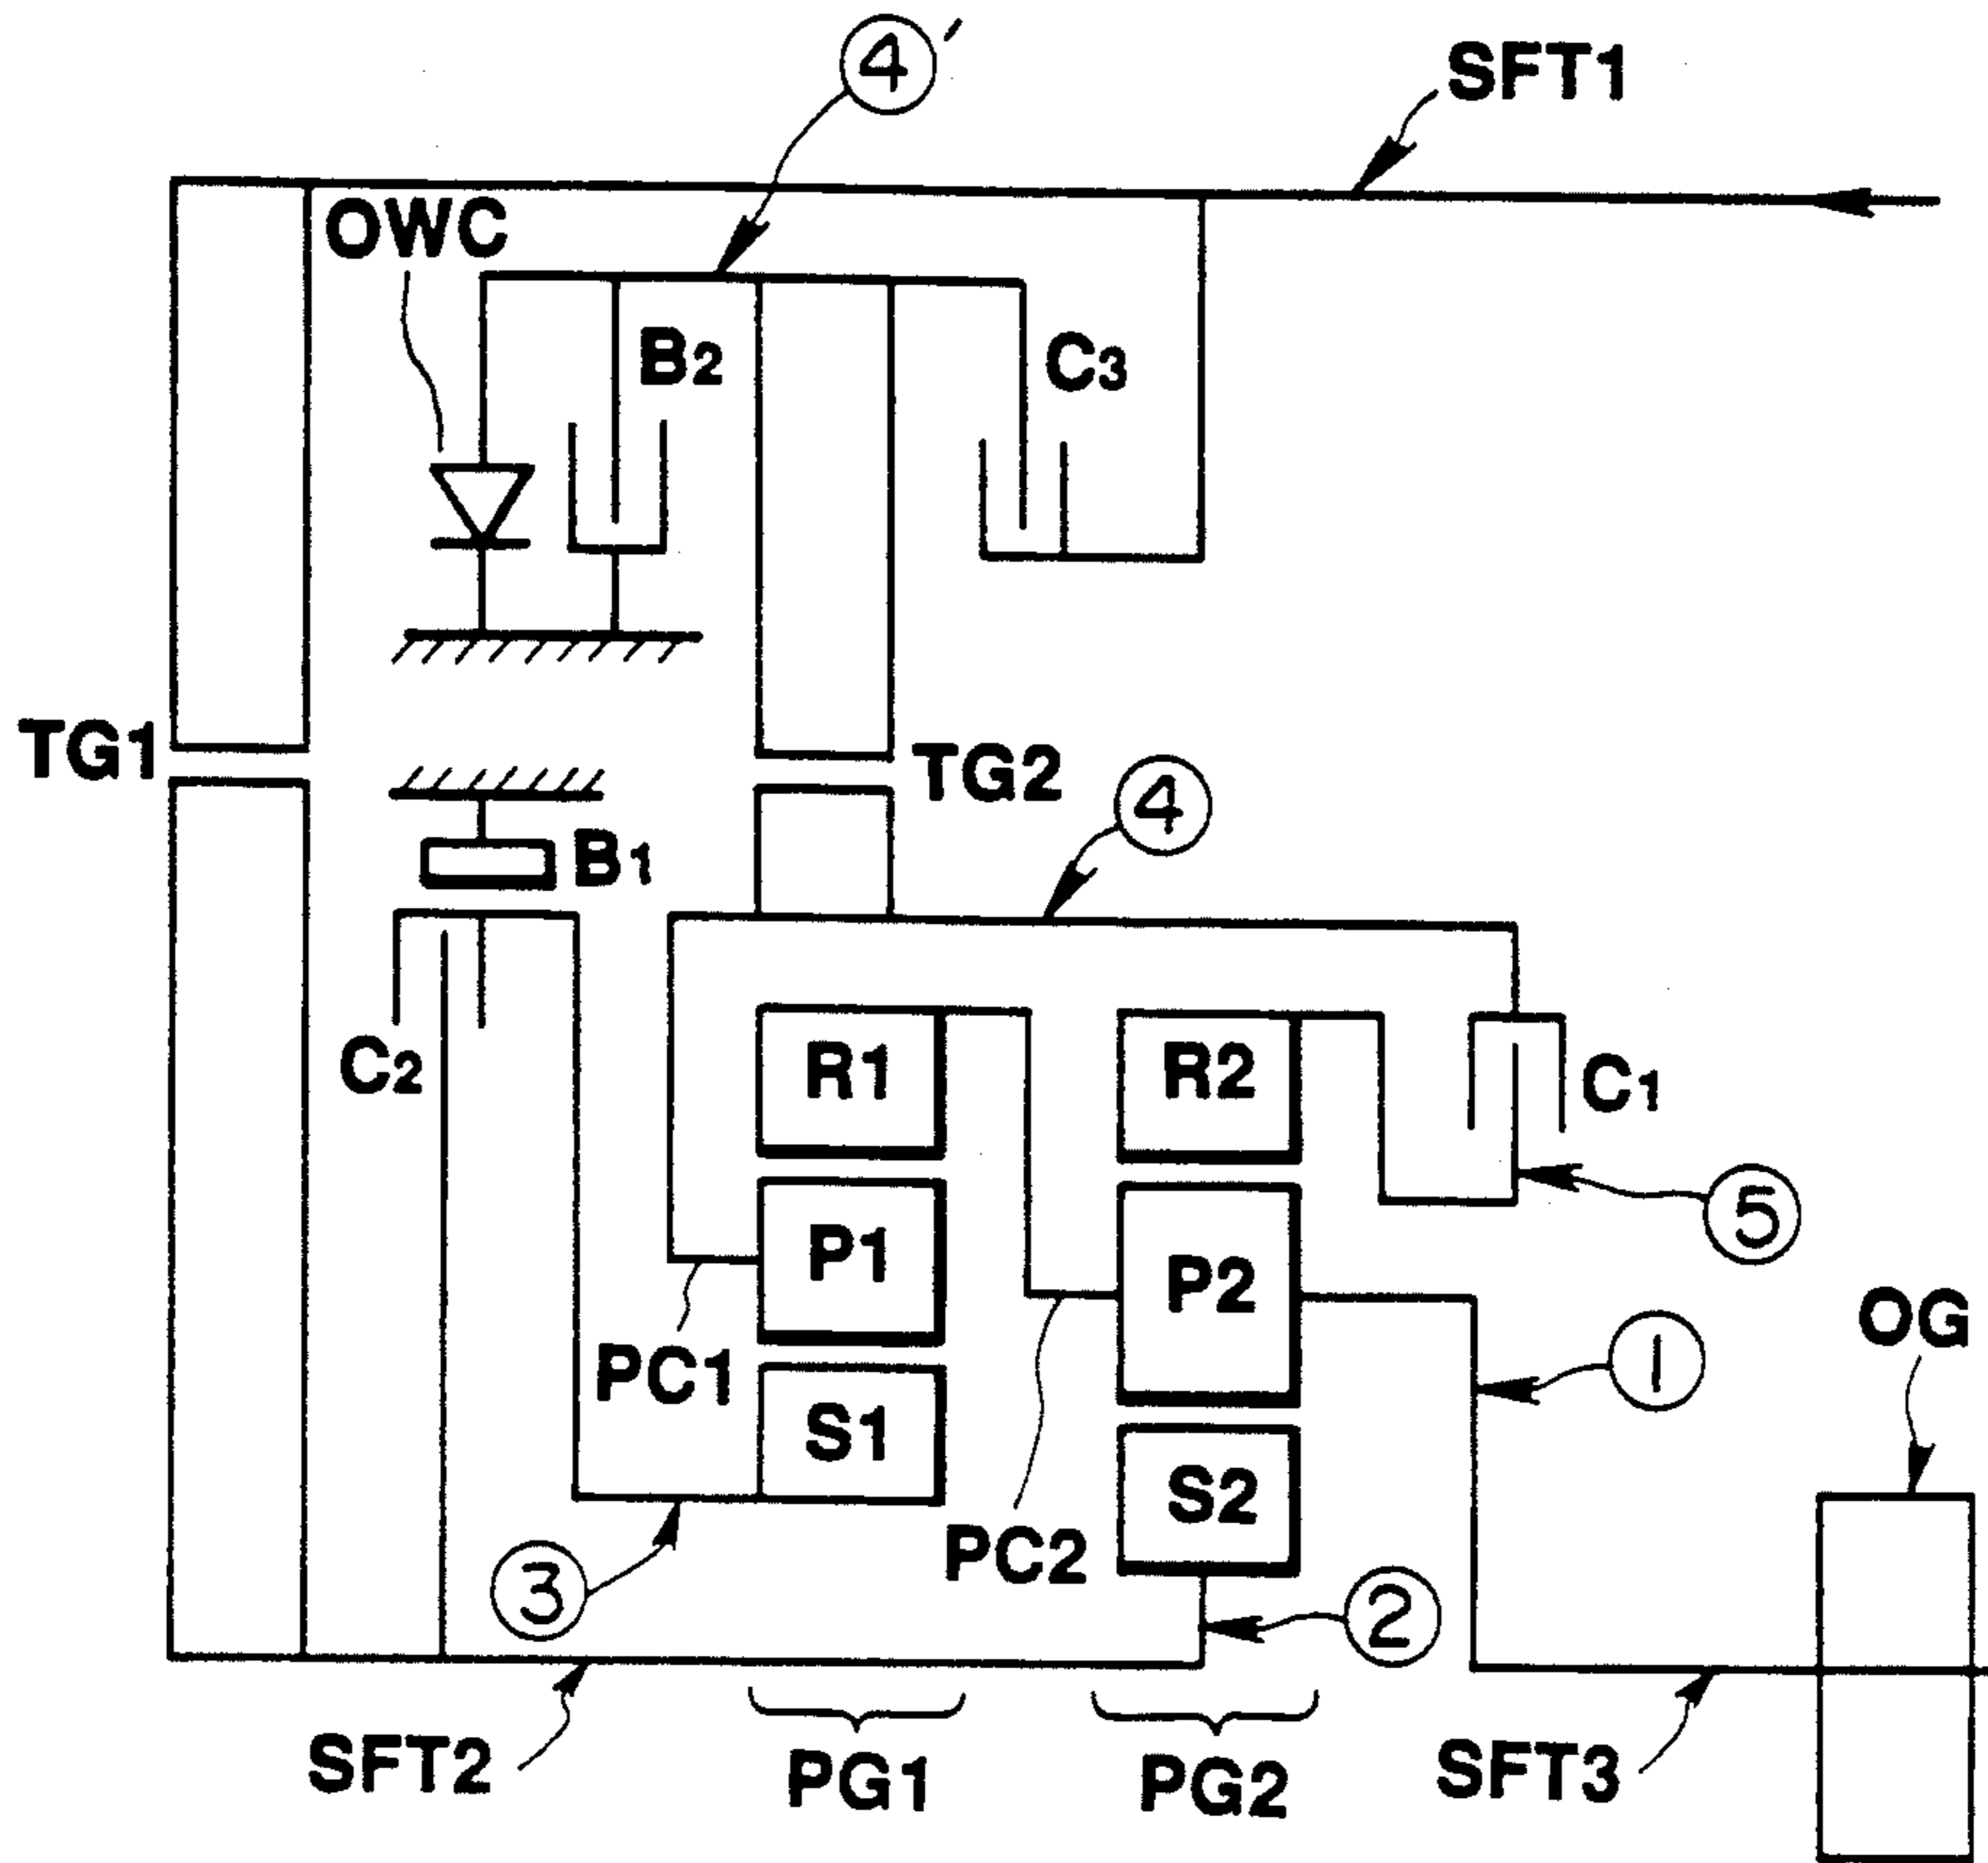 ④′
SFT1
OWC
B2
C3
TG1
TG2
④
B1
C2
R1
R2
C1
⑤
P1
P2
OG
PC1
①
S1
S2
PC2
③
②
SFT2
PG1
PG2
SFT3